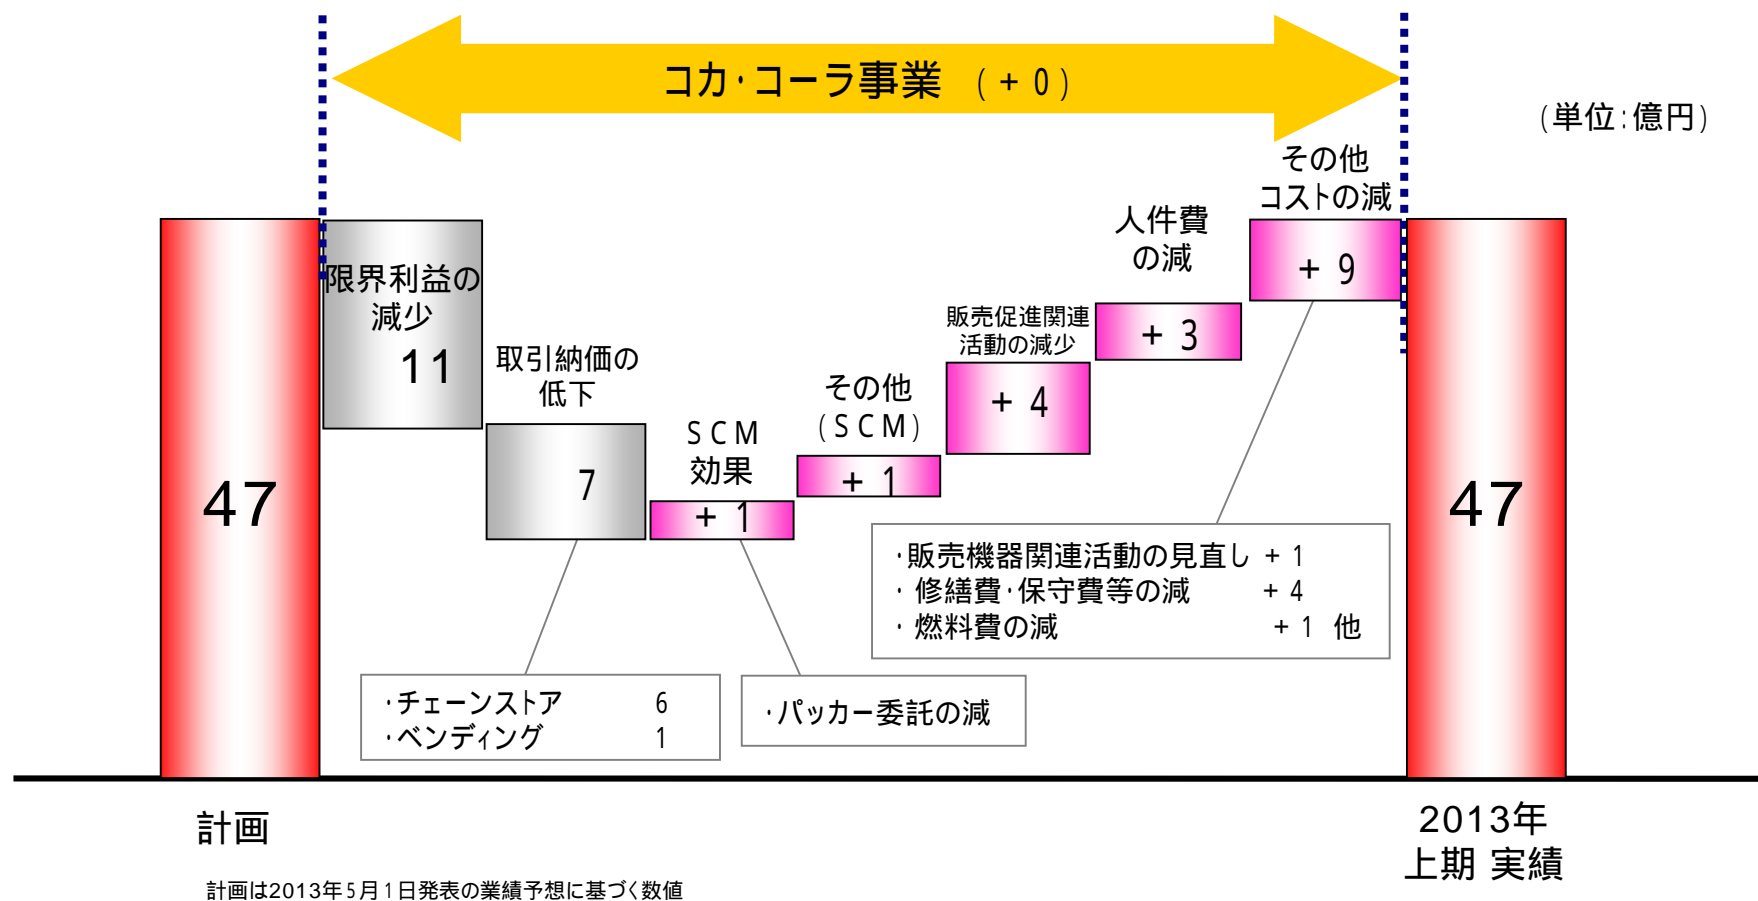 コカ・コーラ事業 （＋０）
（単位：億円）
その他
コストの減
＋９
人件費
の減
＋３
販売促進関連
活動の減少
＋４
その他
（ＳＣＭ）
＋１
ＳＣＭ
効果
＋１
取引納価の
低下
７
限界利益の
減少
11
47
47
・販売機器関連活動の見直し ＋１
・ 修繕費・保守費等の減 ＋４
・ 燃料費の減 ＋１ 他
・チェーンストア ６
・ベンディング １
・パッカー委託の減
計画
2013年
上期 実績
計画は2013年５月１日発表の業績予想に基づく数値